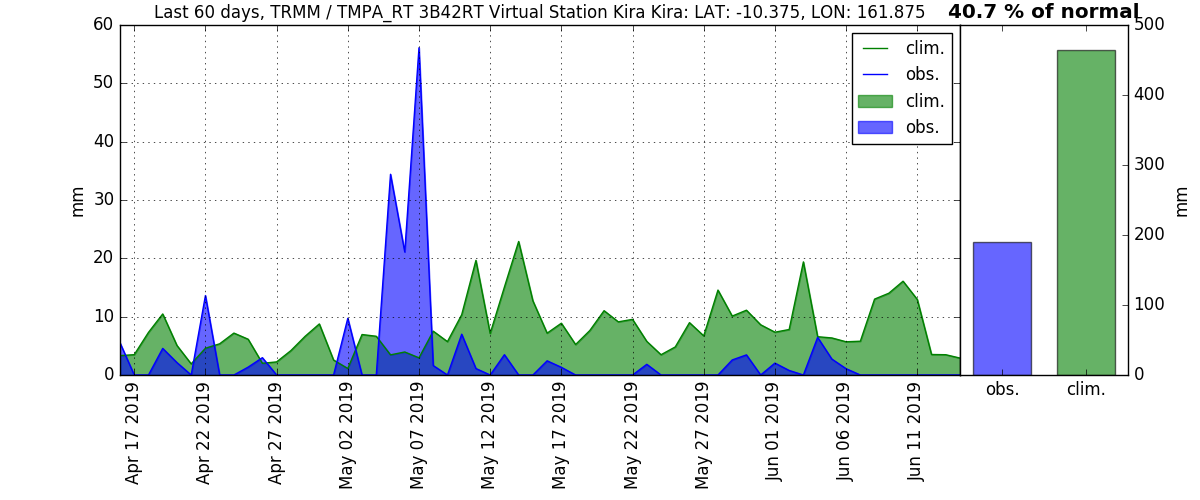 Last 60 days, TRMM / TMPA_RT 3B42RT Virtual Station Kira Kira: LAT: -10.375, LON: 161.875
40.7 % of normal
60
50
40
30
20
10
0
mm
clim.
obs.
clim.
obs.
Apr 17 2019
Apr 22 2019
Apr 27 2019
May 02 2019
May 07 2019
May 12 2019
May 17 2019
May 22 2019
May 27 2019
Jun 01 2019
Jun 06 2019
Jun 11 2019
500
400
300
200
100
0
mm
obs.
clim.